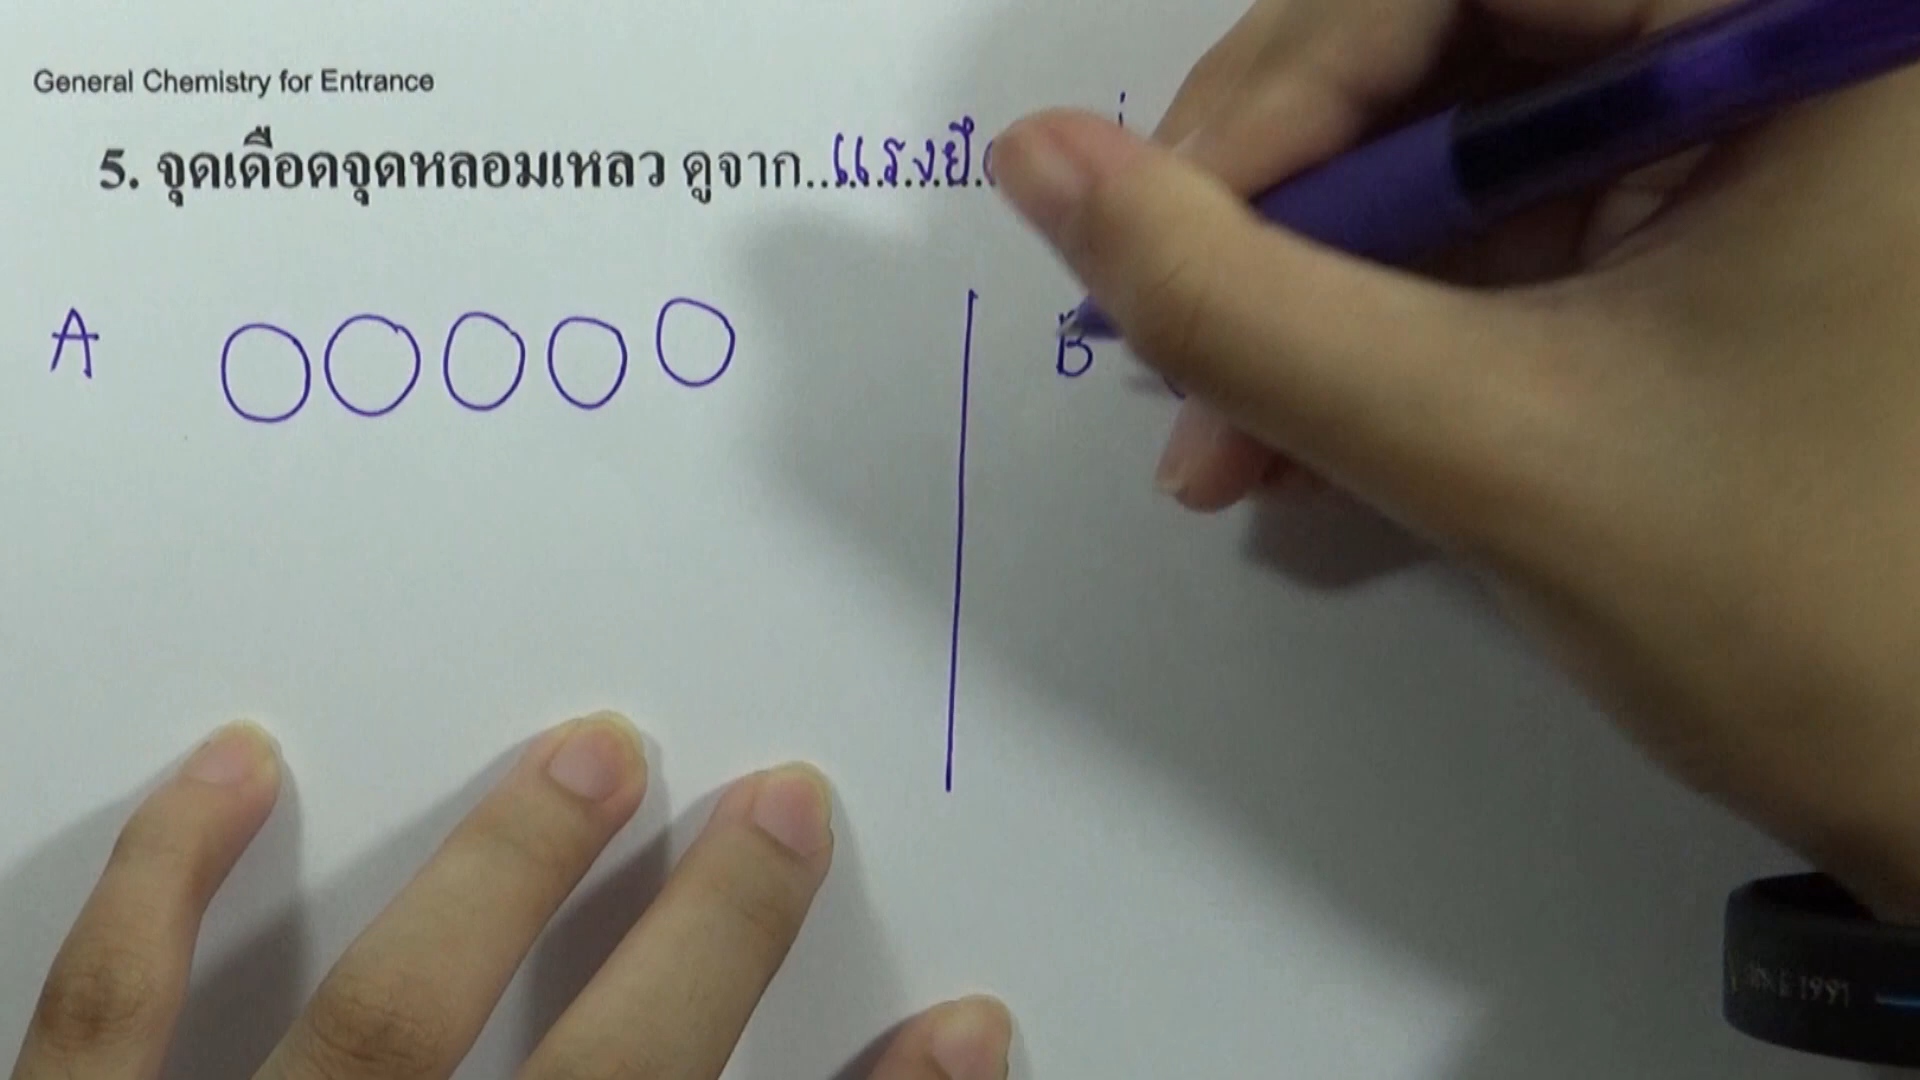 General Chemistry for Entrance
5. จุดเดือดจุดหลอมเหลว ดูจาก.....แรงยึ
A
B
1991